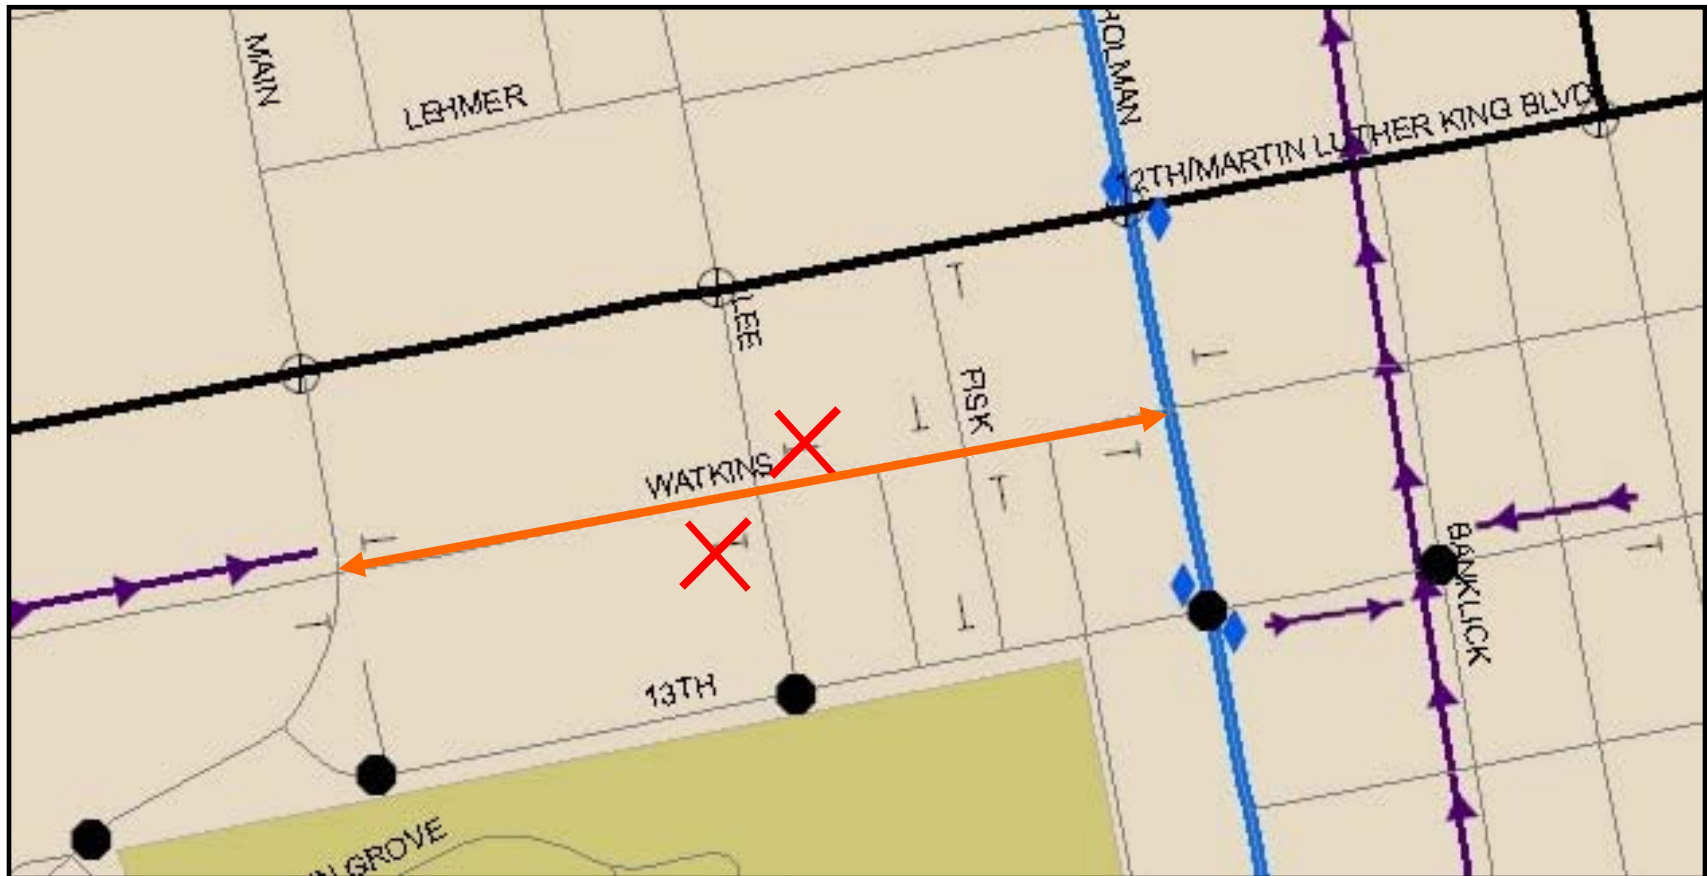 MAIN
LEHMER
HOLMAN
12TH/MARTIN LUTHER KING BLVD
LEE
FISK
WATKINS
BANKLICK
13TH
GROVE